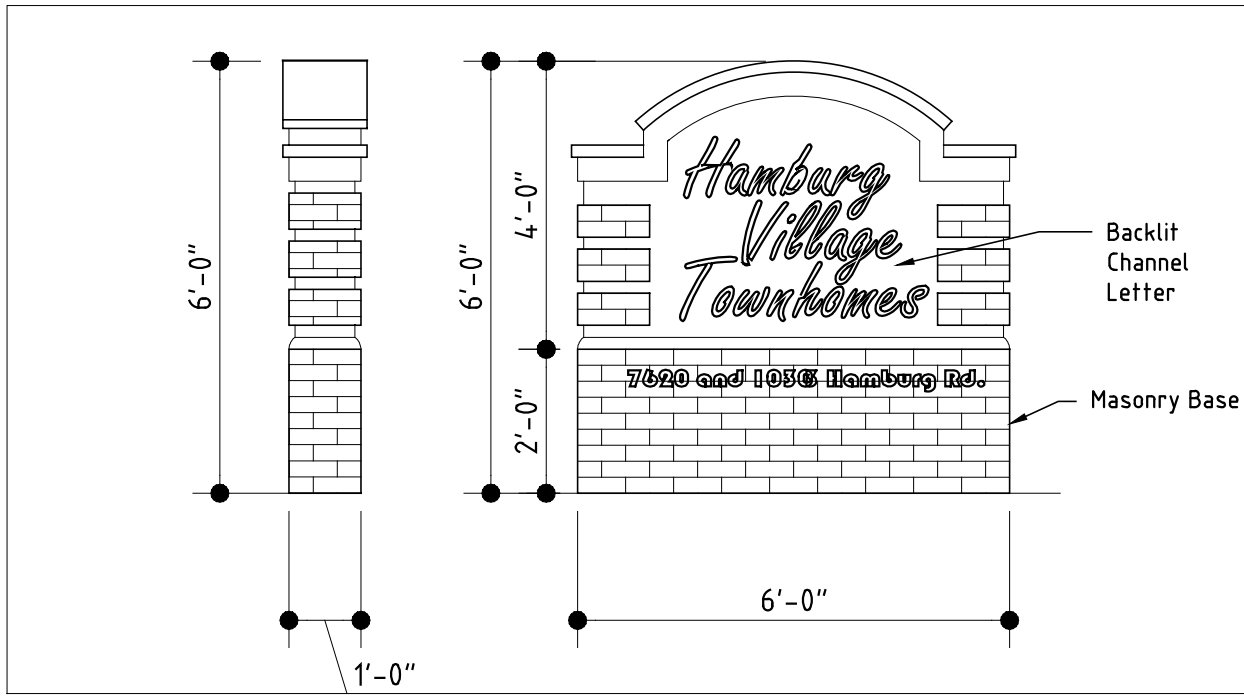 6'-0"
6'-0"
4'-0"
2'-0"
Hamburg
Village
Townhomes
7620 and Hamburg Rd.
Backlit
Channel
Letter
Masonry Base
6'-0"
1'-0"